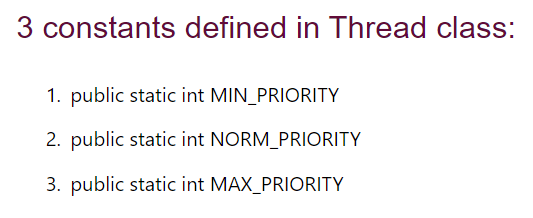 3 constants defined in Thread class:
1. public static int MIN_PRIORITY
2. public static int NORM_PRIORITY
3. public static int MAX_PRIORITY